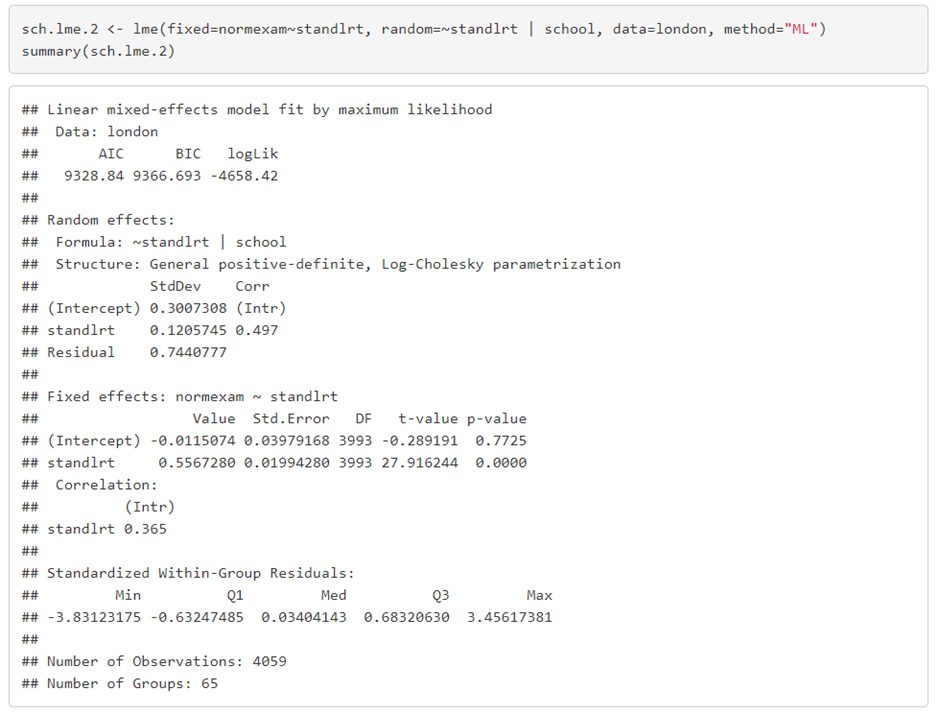 sch.lme.2 <- lme(fixed=normexam~standlrt, random=~standlrt | school, data=london, method="ML")
summary(sch.lme.2)
## Linear mixed-effects model fit by maximum likelihood
##  Data: london
##       AIC      BIC   logLik
##   9328.84 9366.693 -4658.42
##
## Random effects:
##  Formula: ~standlrt | school
##  Structure: General positive-definite, Log-Cholesky parametrization
##             StdDev    Corr
## (Intercept) 0.3007308 (Intr)
## standlrt    0.1205745 0.497
## Residual    0.7440777
##
## Fixed effects: normexam ~ standlrt
##                  Value  Std.Error   DF   t-value p-value
## (Intercept) -0.0115074 0.03979168 3993 -0.289191  0.7725
## standlrt     0.5567280 0.01994280 3993 27.916244  0.0000
##  Correlation:
##          (Intr)
## standlrt 0.365
##
## Standardized Within-Group Residuals:
##         Min          Q1         Med          Q3         Max
## -3.83123175 -0.63247485  0.03404143  0.68320630  3.45617381
##
## Number of Observations: 4059
## Number of Groups: 65